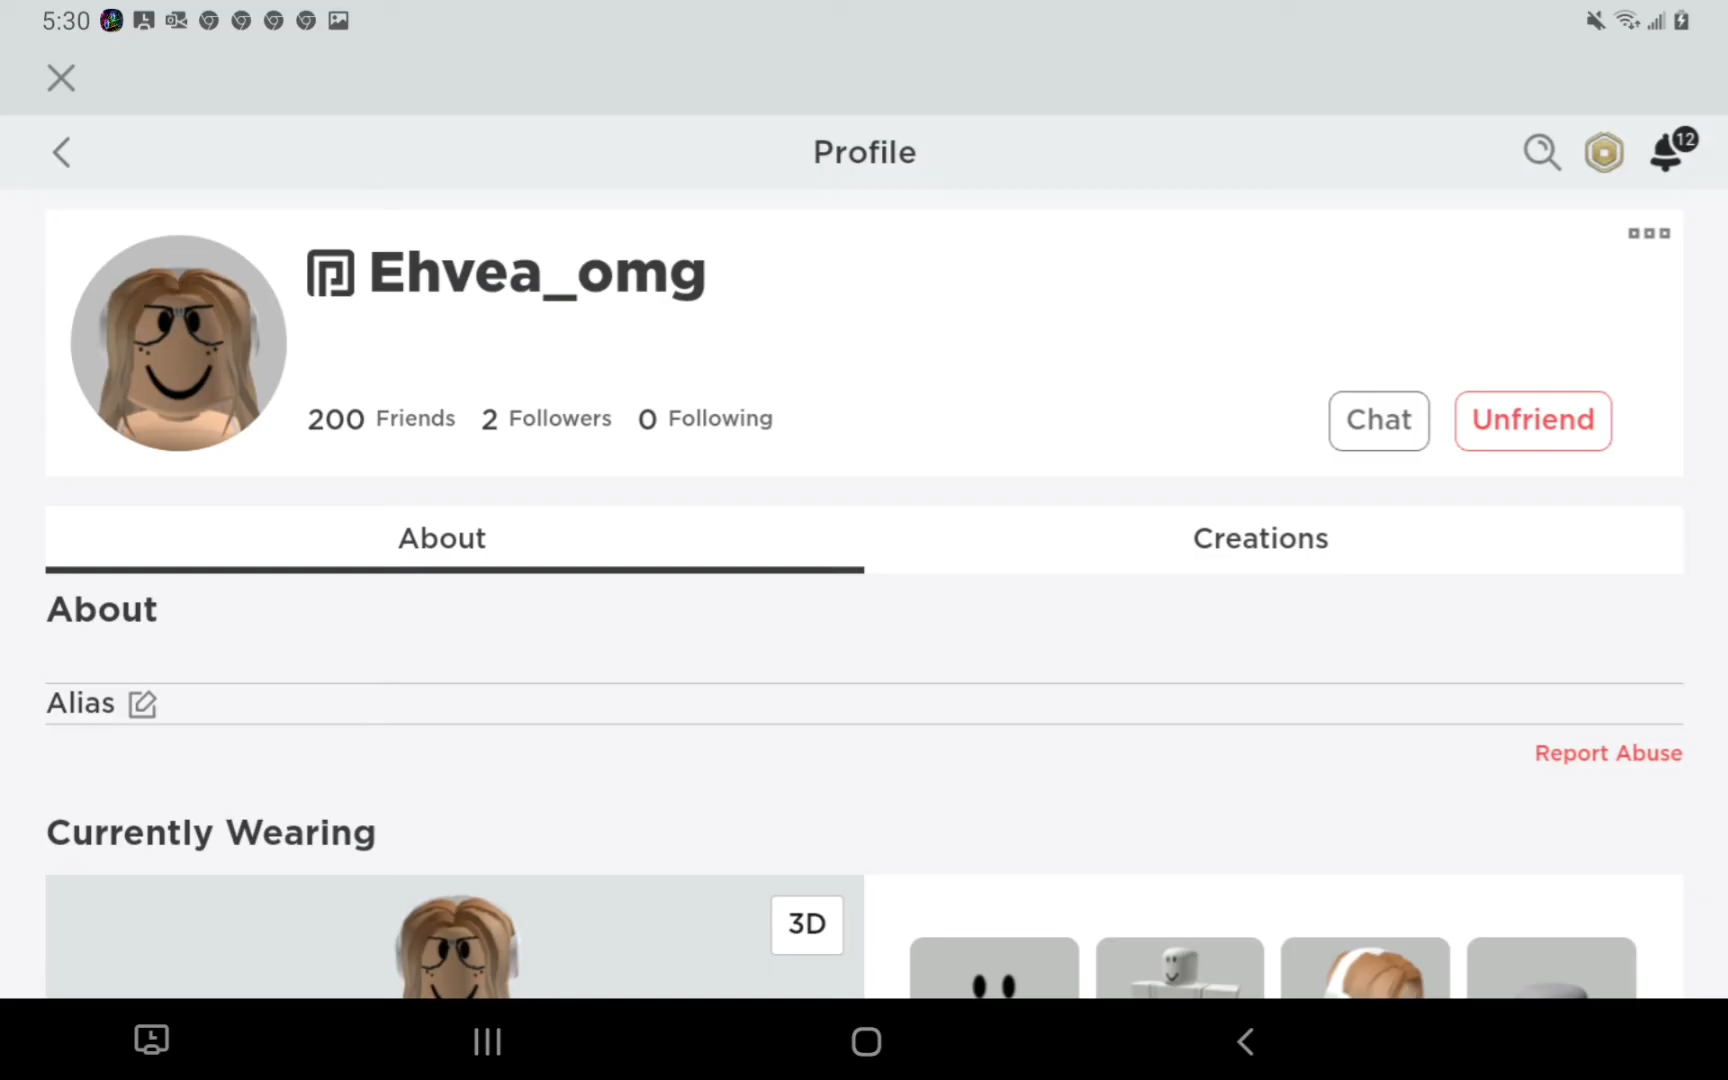 5:30
Profile
12
Ehvea_omg
200 Friends 2 Followers 0 Following
Chat Unfriend
About Creations
About
Alias
Report Abuse
Currently Wearing
3D